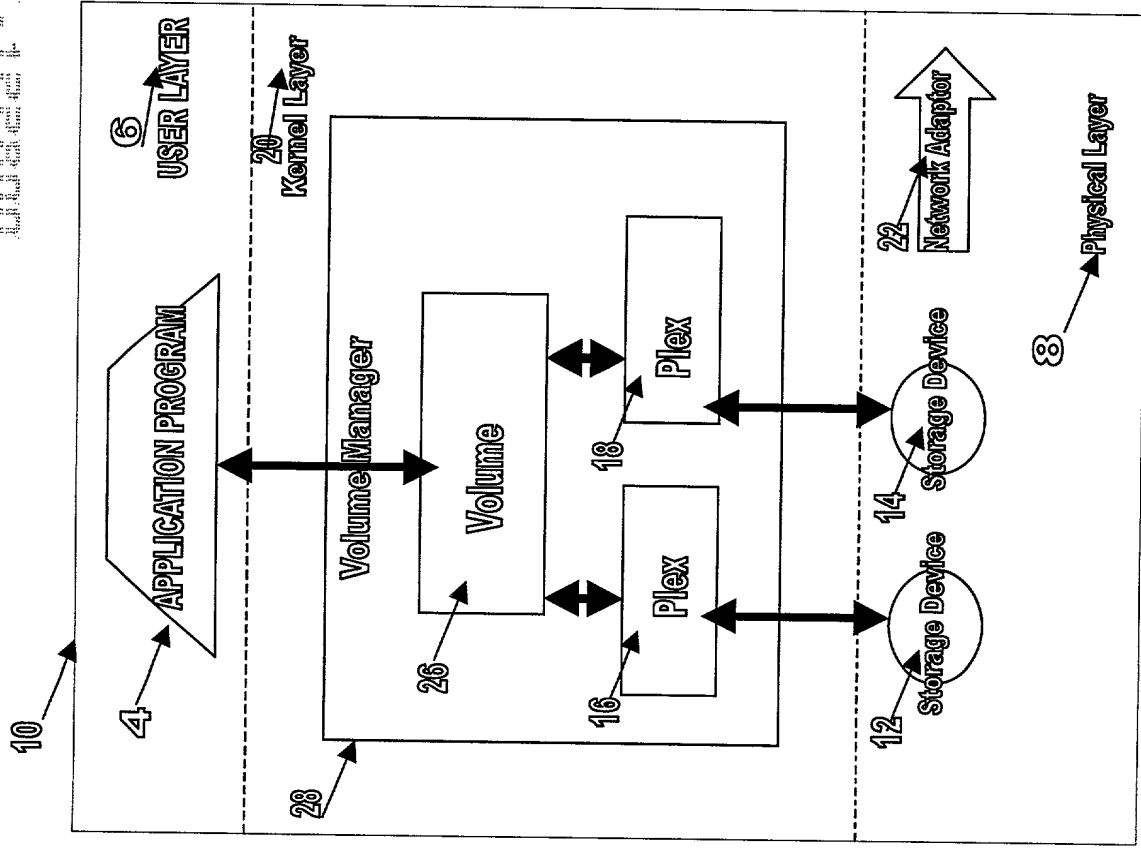 10
4
APPLICATION PROGRAM
6
USER LAYER
20
Kernel Layer
28
Volume Manager
26
Volume
16
Plex
18
Plex
12
Storage Device
14
Storage Device
22
Network Adaptor
8
Physical Layer